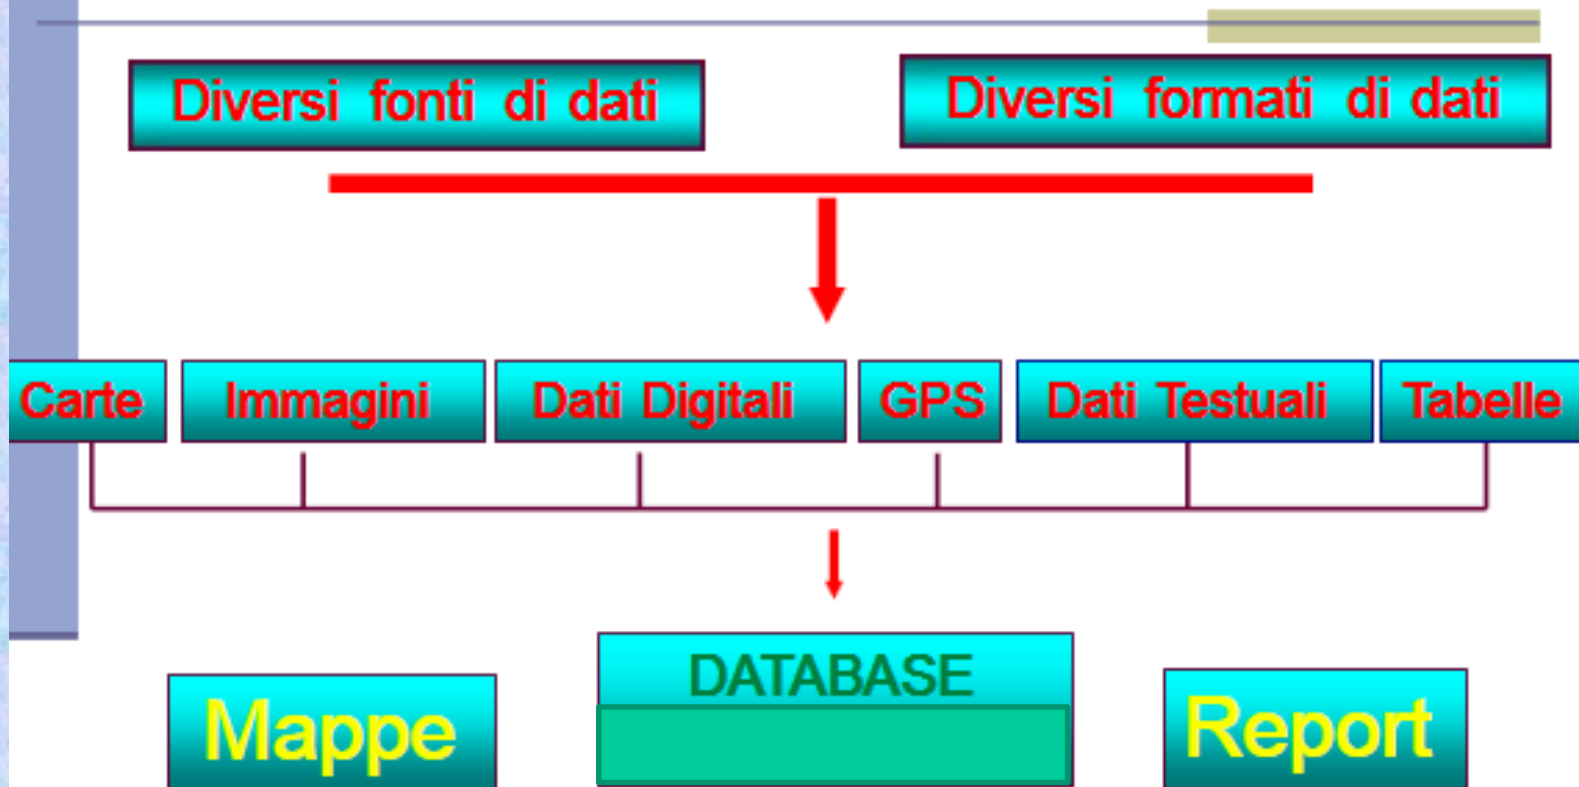 Diversi fonti di dati
Diversi formati di dati
Carte
Immagini
Dati Digitali
GPS
Dati Testuali
Tabelle
DATABASE
Mappe
Report